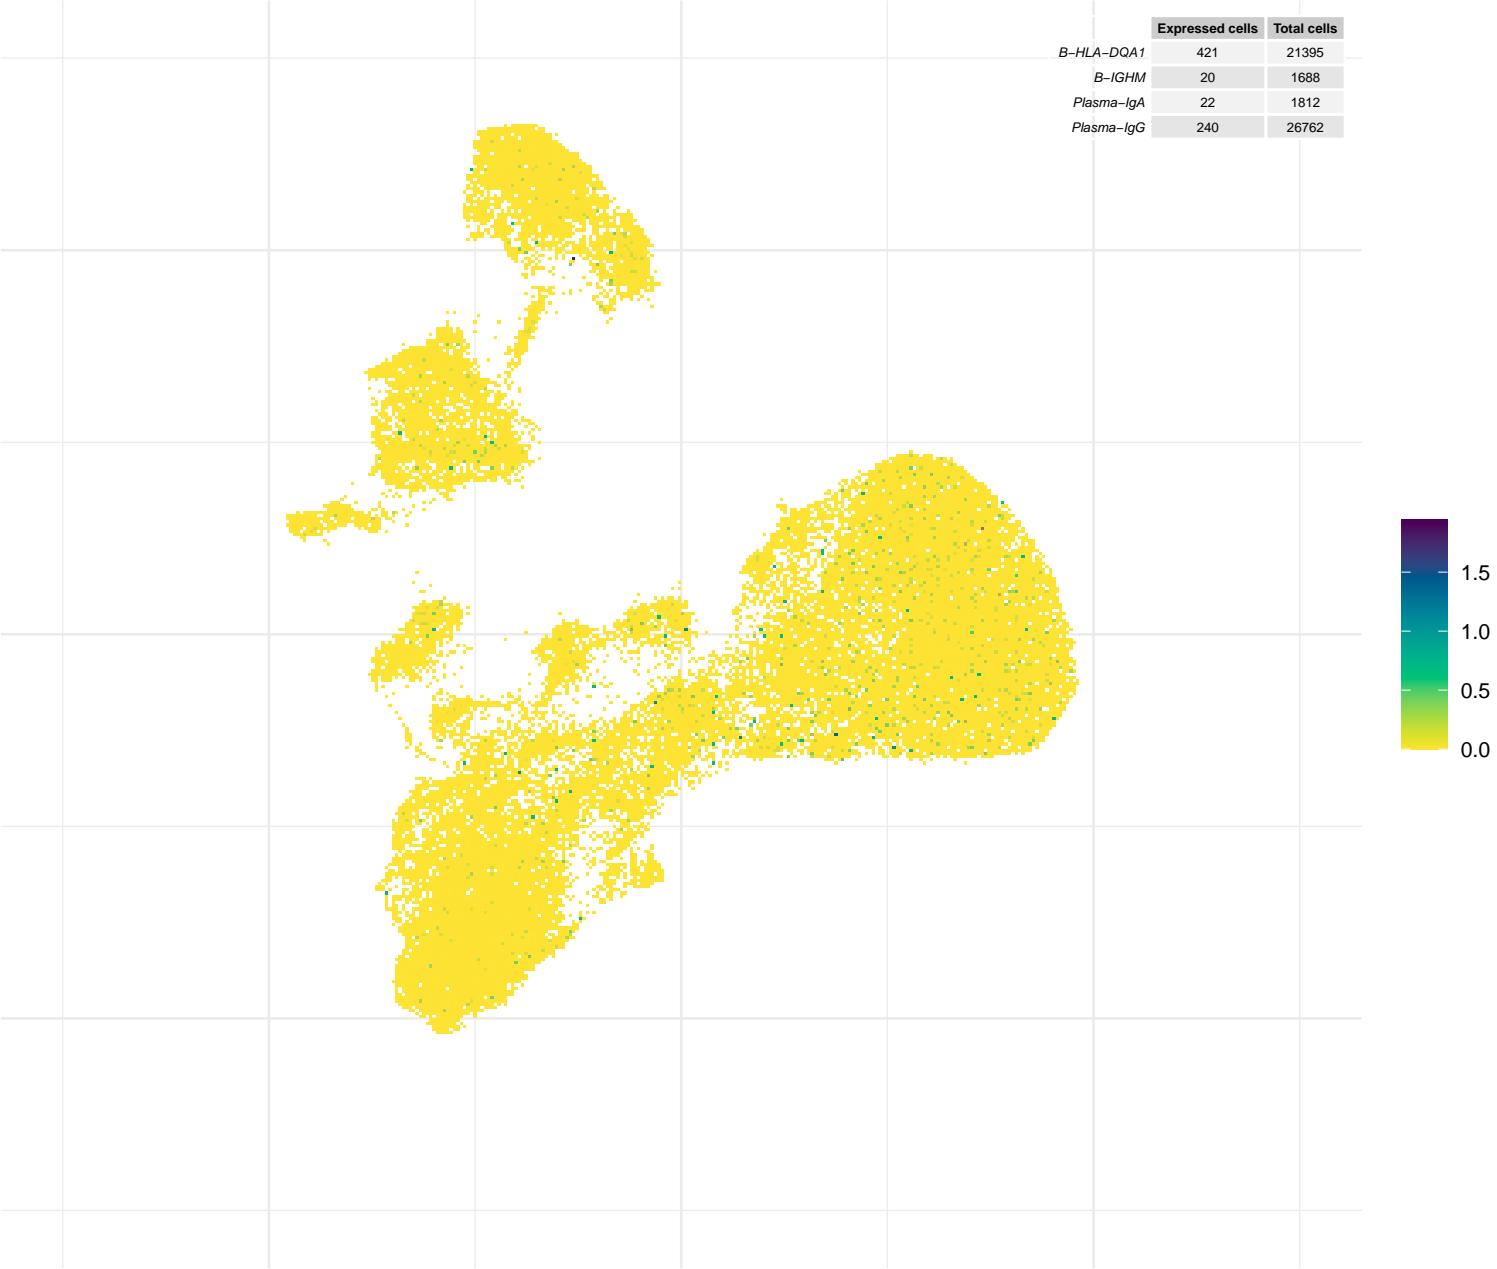 Expressed cells Total cells
B−HLA−DQA1 421 21395
B−IGHM 20 1688
Plasma−IgA 22 1812
Plasma−IgG 240 26762
1.5
1.0
0.5
0.0